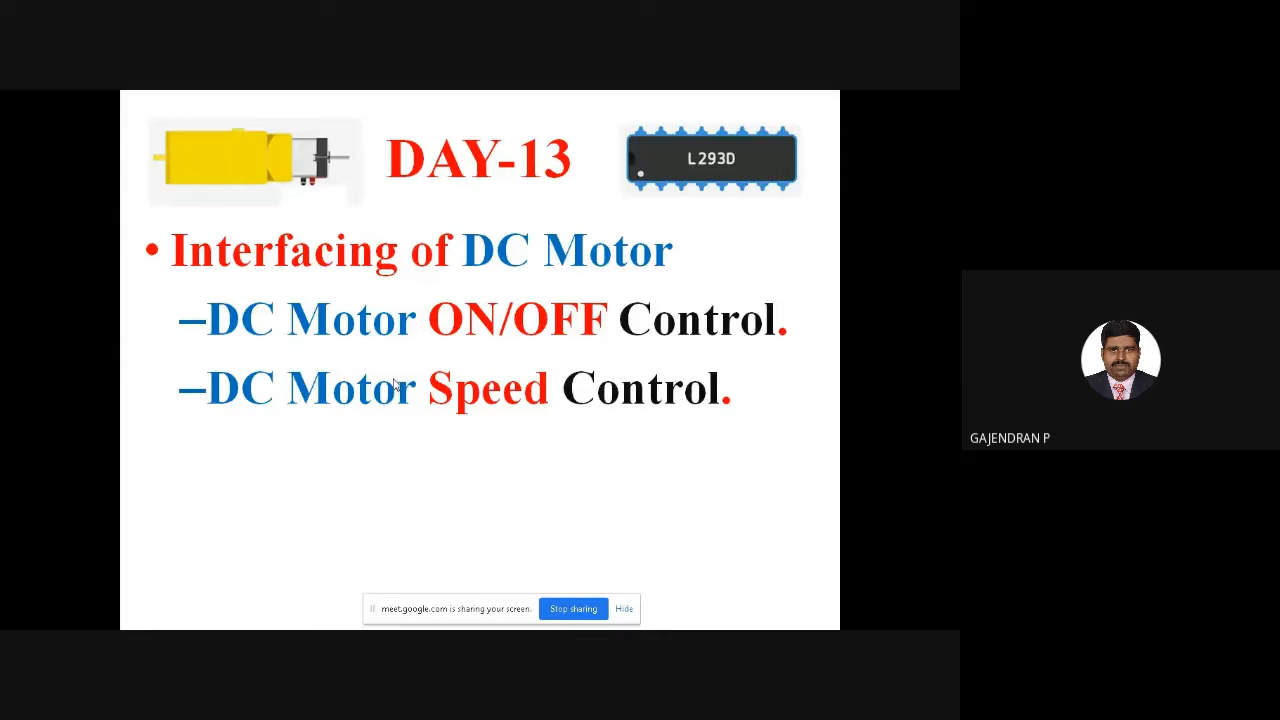 DAY-13
L293D
• Interfacing of DC Motor
–DC Motor ON/OFF Control.
–DC Motor Speed Control.
GAJENDRAN P
meet.google.com is sharing your screen. Stop sharing Hide